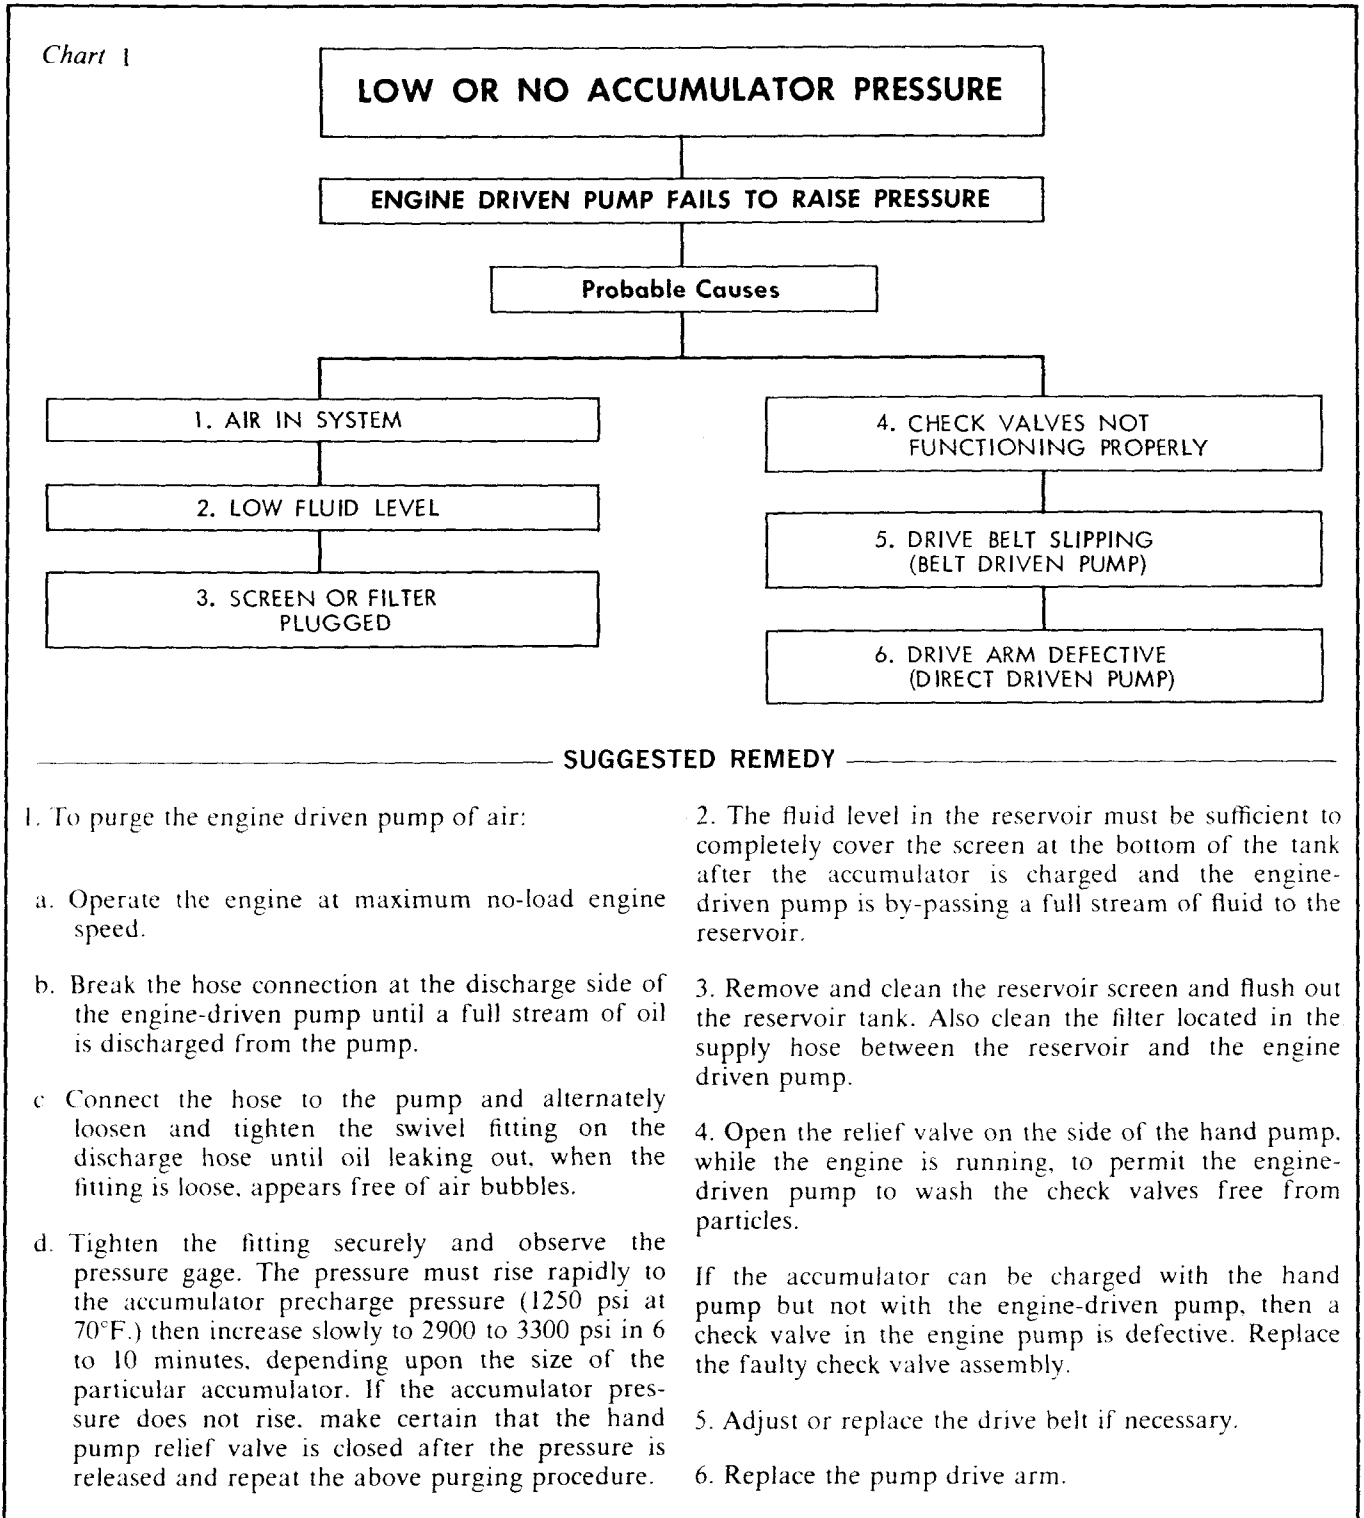 Chart 1
LOW OR NO ACCUMULATOR PRESSURE
ENGINE DRIVEN PUMP FAILS TO RAISE PRESSURE
Probable Causes
1. AIR IN SYSTEM
2. LOW FLUID LEVEL
3. SCREEN OR FILTER
PLUGGED
4. CHECK VALVES NOT
FUNCTIONING PROPERLY
5. DRIVE BELT SLIPPING
(BELT DRIVEN PUMP)
6. DRIVE ARM DEFECTIVE
(DIRECT DRIVEN PUMP)
SUGGESTED REMEDY
1. To purge the engine driven pump of air:
a. Operate the engine at maximum no-load engine
speed.
b. Break the hose connection at the discharge side of
the engine-driven pump until a full stream of oil
is discharged from the pump.
c Connect the hose to the pump and alternately
loosen and tighten the swivel fitting on the
discharge hose until oil leaking out, when the
fitting is loose, appears free of air bubbles.
d. Tighten the fitting securely and observe the
pressure gage. The pressure must rise rapidly to
the accumulator precharge pressure (1250 psi at
70°F.) then increase slowly to 2900 to 3300 psi in 6
to 10 minutes, depending upon the size of the
particular accumulator. If the accumulator pres-
sure does not rise, make certain that the hand
pump relief valve is closed after the pressure is
released and repeat the above purging procedure.
2. The fluid level in the reservoir must be sufficient to
completely cover the screen at the bottom of the tank
after the accumulator is charged and the engine-
driven pump is by-passing a full stream of fluid to the
reservoir.
3. Remove and clean the reservoir screen and flush out
the reservoir tank. Also clean the filter located in the
supply hose between the reservoir and the engine
driven pump.
4. Open the relief valve on the side of the hand pump,
while the engine is running, to permit the engine-
driven pump to wash the check valves free from
particles.
If the accumulator can be charged with the hand
pump but not with the engine-driven pump, then a
check valve in the engine pump is defective. Replace
the faulty check valve assembly.
5. Adjust or replace the drive belt if necessary.
6. Replace the pump drive arm.